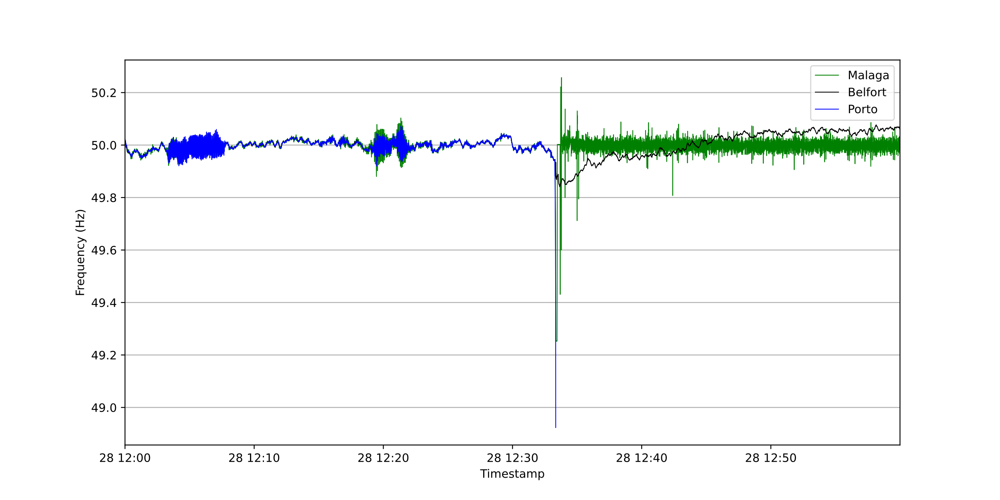 Malaga
Belfort
Porto
50.2
50.0
49.8
49.6
49.4
49.2
49.0
Frequency (Hz)
28 12:00
28 12:10
28 12:20
28 12:30
28 12:40
28 12:50
Timestamp